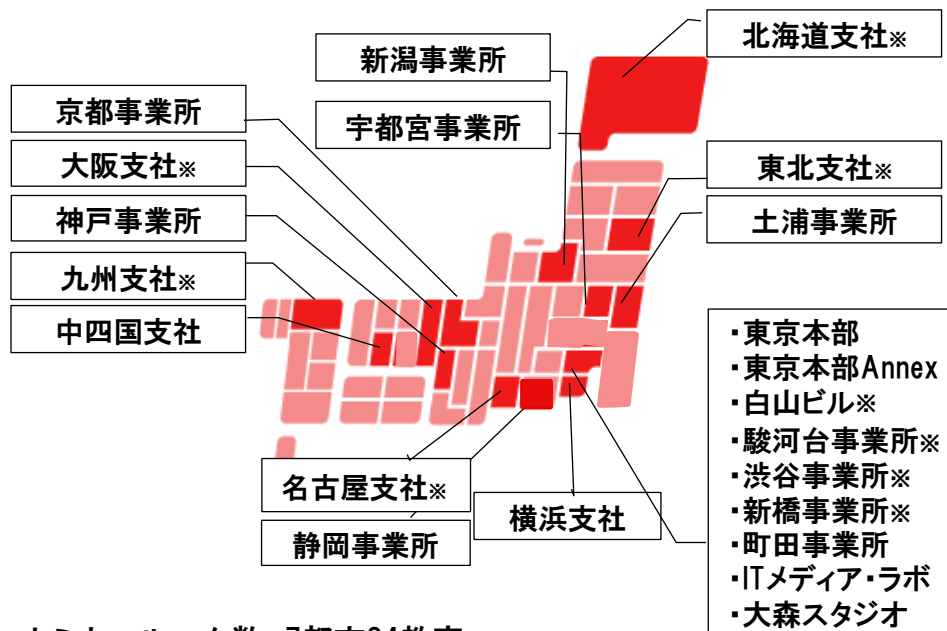 北海道支社※
新潟事業所
京都事業所
宇都宮事業所
大阪支社※
東北支社※
神戸事業所
土浦事業所
九州支社※
中四国支社
・東京本部
・東京本部Annex
・白山ビル※
・駿河台事業所※
・渋谷事業所※
・新橋事業所※
・町田事業所
・ITメディア・ラボ
・大森スタジオ
名古屋支社※
横浜支社
静岡事業所